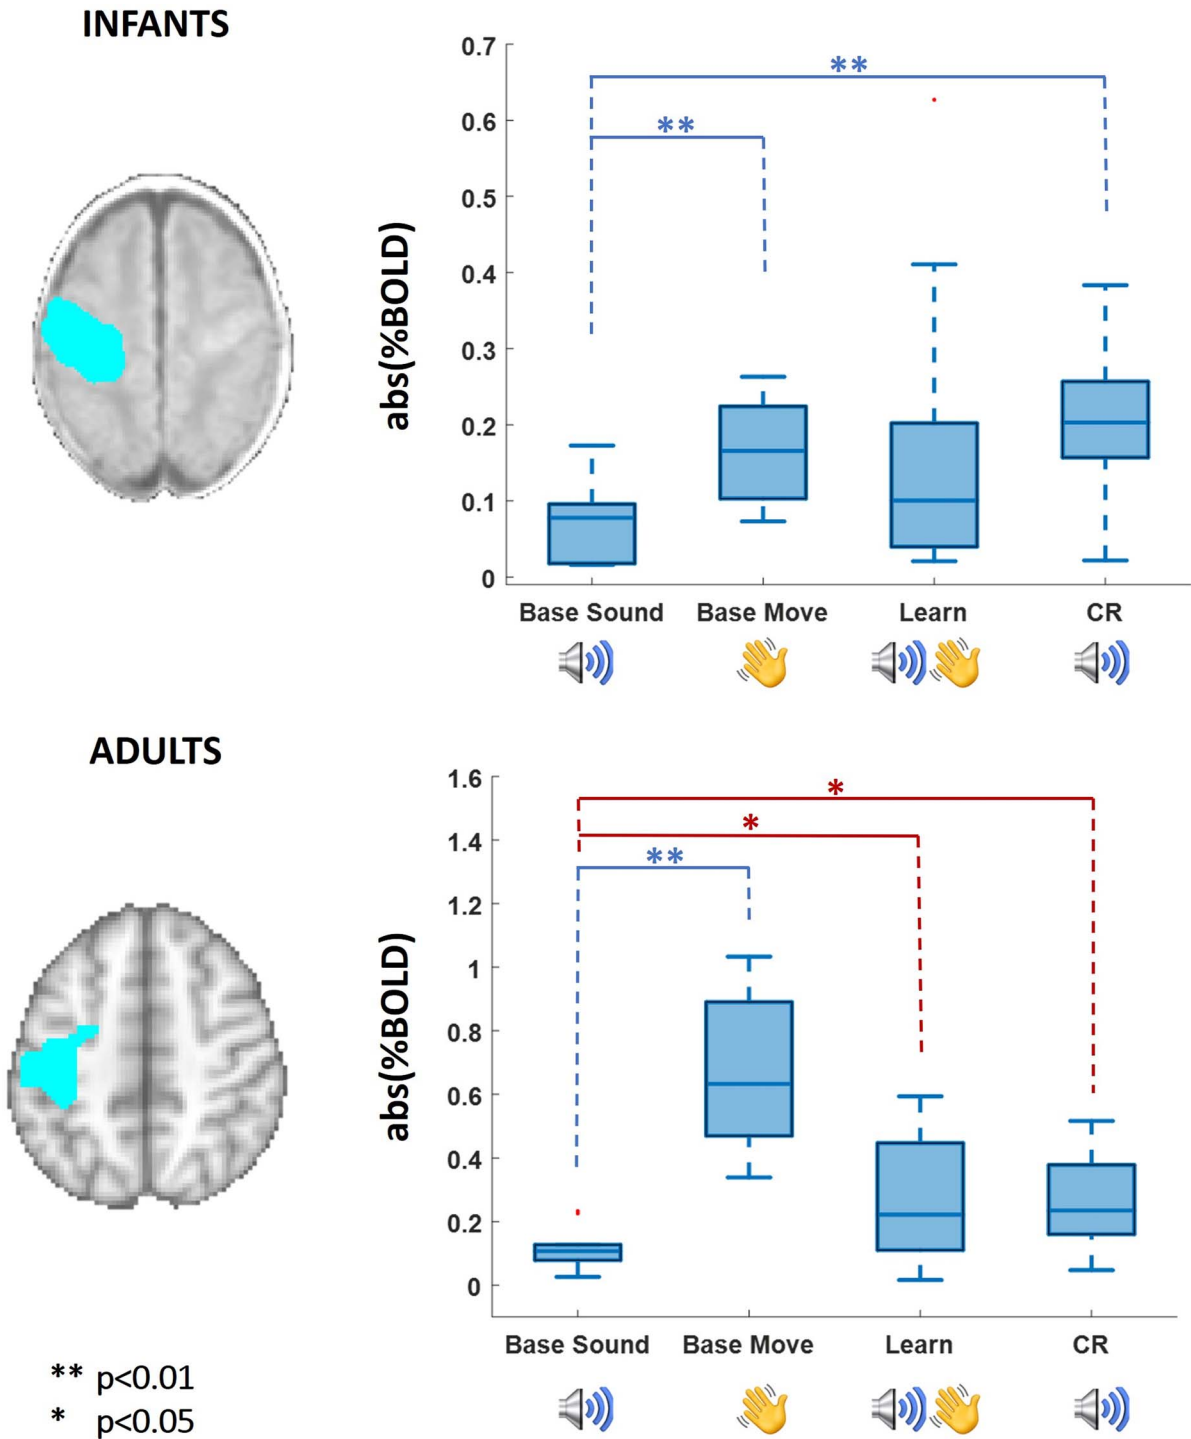 INFANTS
abs(%BOLD)
0.7
0.6
0.5
0.4
0.3
0.2
0.1
0
**
**
Base Sound Base Move Learn CR
ADULTS
abs(%BOLD)
1.6
1.4
1.2
1
0.8
0.6
0.4
0.2
0
*
*
**
Base Sound Base Move Learn CR
** p<0.01
* p<0.05